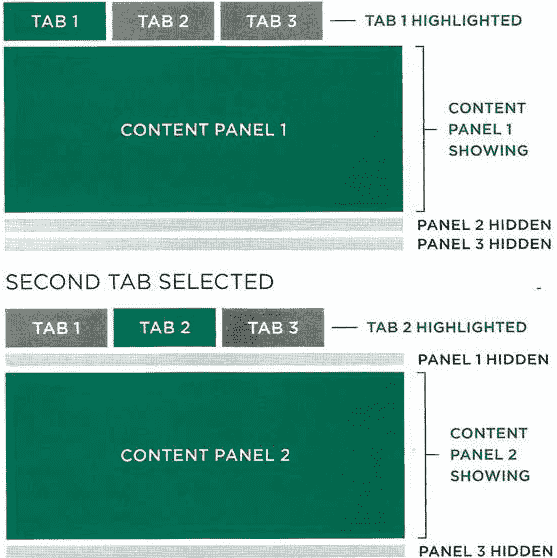 TAB 1 TAB 2 TAB 3 TAB 1 HIGHLIGHTED
CONTENT PANEL 1
CONTENT
PANEL 1
SHOWING
PANEL 2 HIDDEN
PANEL 3 HIDDEN
SECOND TAB SELECTED
TAB 1 TAB 2 TAB 3 TAB 2 HIGHLIGHTED
PANEL 1 HIDDEN
CONTENT PANEL 2
CONTENT
PANEL 2
SHOWING
PANEL 3 HIDDEN